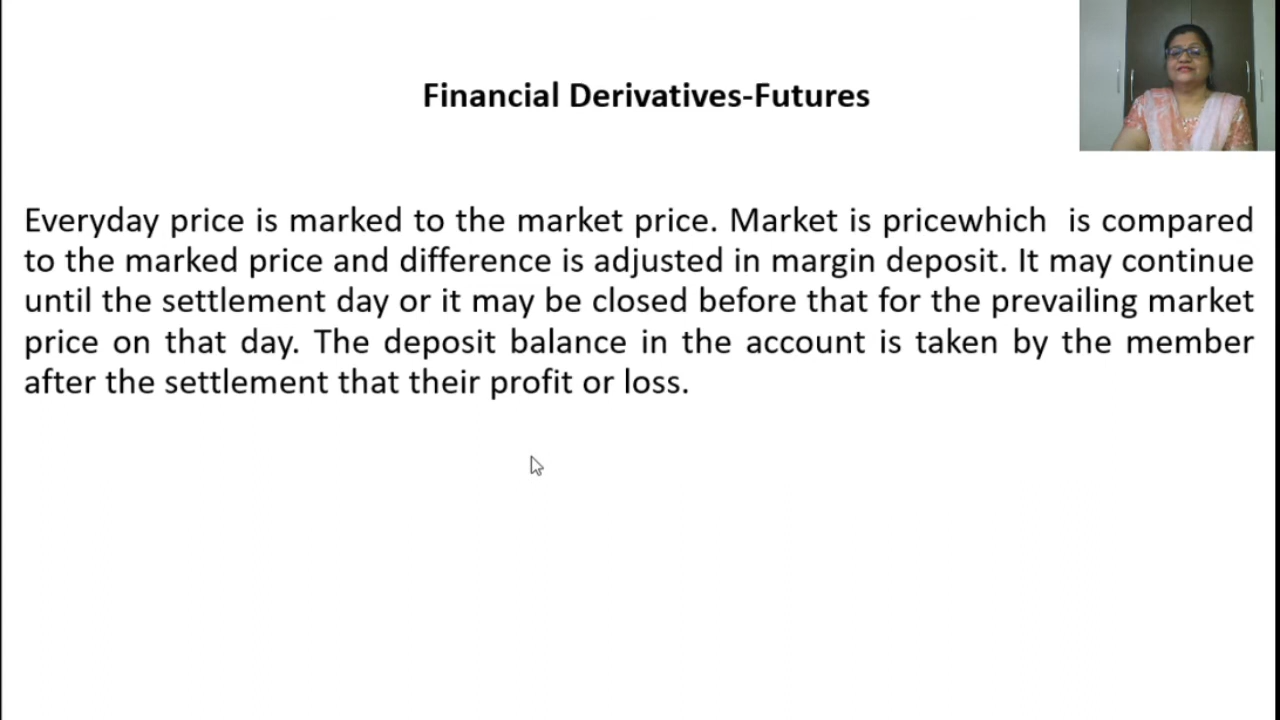 Financial Derivatives-Futures
Everyday price is marked to the market price. Market is pricewhich is compared
to the marked price and difference is adjusted in margin deposit. It may continue
until the settlement day or it may be closed before that for the prevailing market
price on that day. The deposit balance in the account is taken by the member
after the settlement that their profit or loss.